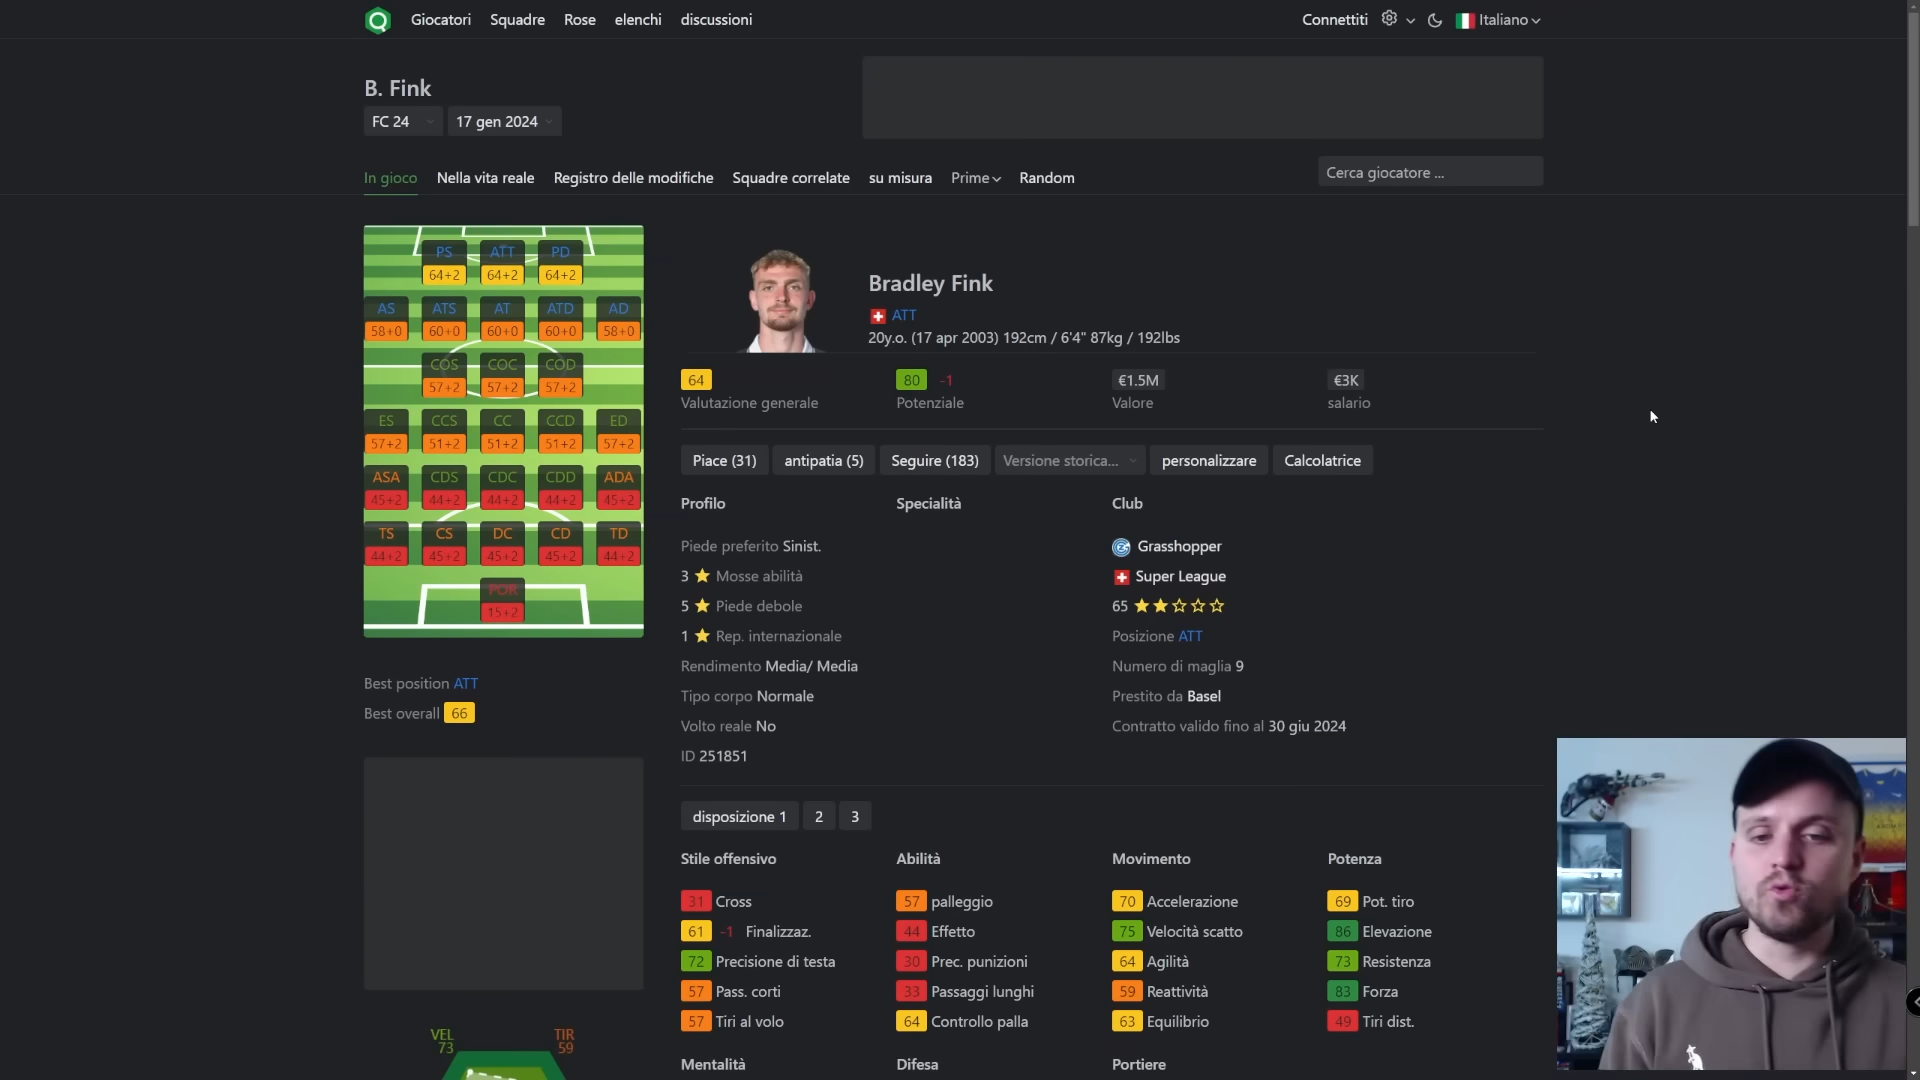 Giocatori Squadre Rose elenchi discussioni Connettiti Italiano
B. Fink
FC 24 17 gen 2024
In gioco Nella vita reale Registro delle modifiche Squadre correlate su misura Prime Random Cerca giocatore ...
PS ATT PD
64+2 64+2 64+2
AS ATS AT ATD AD
58+0 60+0 60+0 60+0 58+0
COS COC COD
57+2 57+2 57+2
ES CCS CC CCD ED
57+2 51+2 51+2 51+2 57+2
ASA CDS CDC CDD ADA
45+2 44+2 44+2 44+2 45+2
TS CS DC CD TD
44+2 45+2 45+2 45+2 44+2
POR
15+2
Best position ATT
Best overall 66
VEL TIR
73 59
Bradley Fink
ATT
20y.o. (17 apr 2003) 192cm / 6'4" 87kg / 192lbs
64 80 -1 €1.5M €3K
Valutazione generale Potenziale Valore salario
Piace (31) antipatia (5) Seguire (183) Versione storica... personalizzare Calcolatrice
Profilo Specialità Club
Piede preferito Sinist. Grasshopper
3 Mosse abilità Super League
5 Piede debole 65
1 Rep. internazionale Posizione ATT
Rendimento Media/ Media Numero di maglia 9
Tipo corpo Normale Prestito da Basel
Volto reale No Contratto valido fino al 30 giu 2024
ID 251851
disposizione 1 2 3
Stile offensivo Abilità Movimento Potenza
31 Cross 57 palleggio 70 Accelerazione 69 Pot. tiro
61 -1 Finalizzaz. 44 Effetto 75 Velocità scatto 86 Elevazione
72 Precisione di testa 30 Prec. punizioni 64 Agilità 73 Resistenza
57 Pass. corti 33 Passaggi lunghi 59 Reattività 83 Forza
57 Tiri al volo 64 Controllo palla 63 Equilibrio 49 Tiri dist.
Mentalità Difesa Portiere